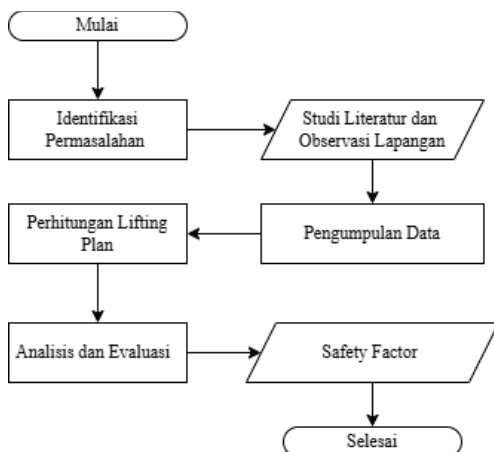 Mulai
Identifikasi
Permasalahan
Studi Literatur dan
Observasi Lapangan
Pengumpulan Data
Perhitungan Lifting
Plan
Analisis dan Evaluasi
Safety Factor
Selesai